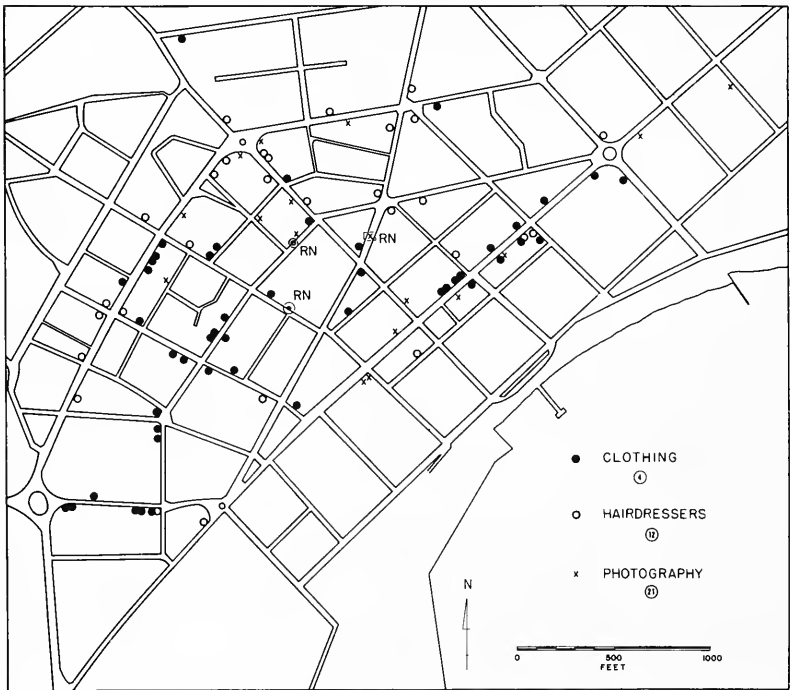 RN
RN
RN
CLOTHING
4
HAIRDRESSERS
12
PHOTOGRAPHY
21
N
0 500 1000
FEET